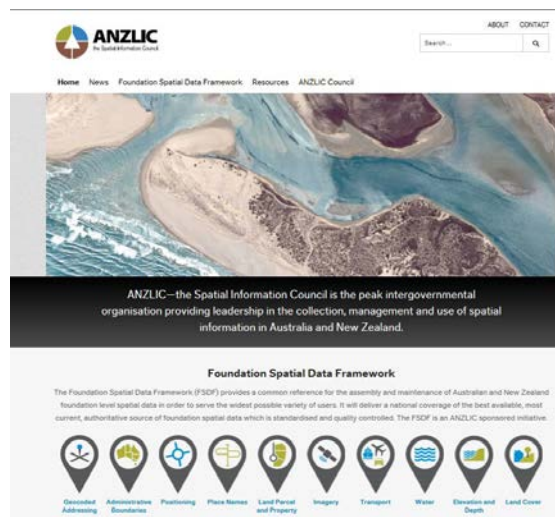 ABOUT CONTACT
ANZLIC
the Spatial Information Council
Search ...
Home News Foundation Spatial Data Framework Resources ANZLIC Council
ANZLIC—the Spatial Information Council is the peak intergovernmental
organisation providing leadership in the collection, management and use of spatial
information in Australia and New Zealand.
Foundation Spatial Data Framework
The Foundation Spatial Data Framework (FSDF) provides a common reference for the assembly and maintenance of Australian and New Zealand
foundation level spatial data in order to serve the widest possible variety of users. It will deliver a national coverage of the best available, most
current, authoritative source of foundation spatial data which is standardised and quality controlled. The FSDF is an ANZLIC sponsored initiative.
Geocoded Administrative Positioning Place Names Land Parcel Imagery Transport Water Elevation and Land Cover
Addressing Boundaries and Property Depth